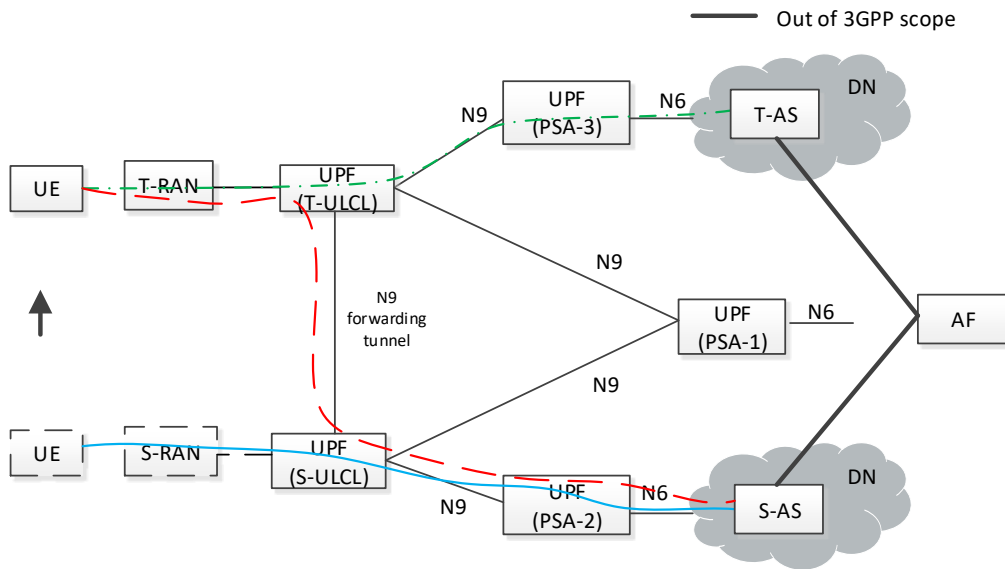 Out of 3GPP scope
UPF
(PSA-3)
N9
N6
DN
T-AS
UE
T-RAN
UPF
(T-ULCL)
N9
N9
forwarding
tunnel
UPF
(PSA-1)
N6
AF
N9
UE
S-RAN
UPF
(S-ULCL)
N9
UPF
(PSA-2)
N6
DN
S-AS